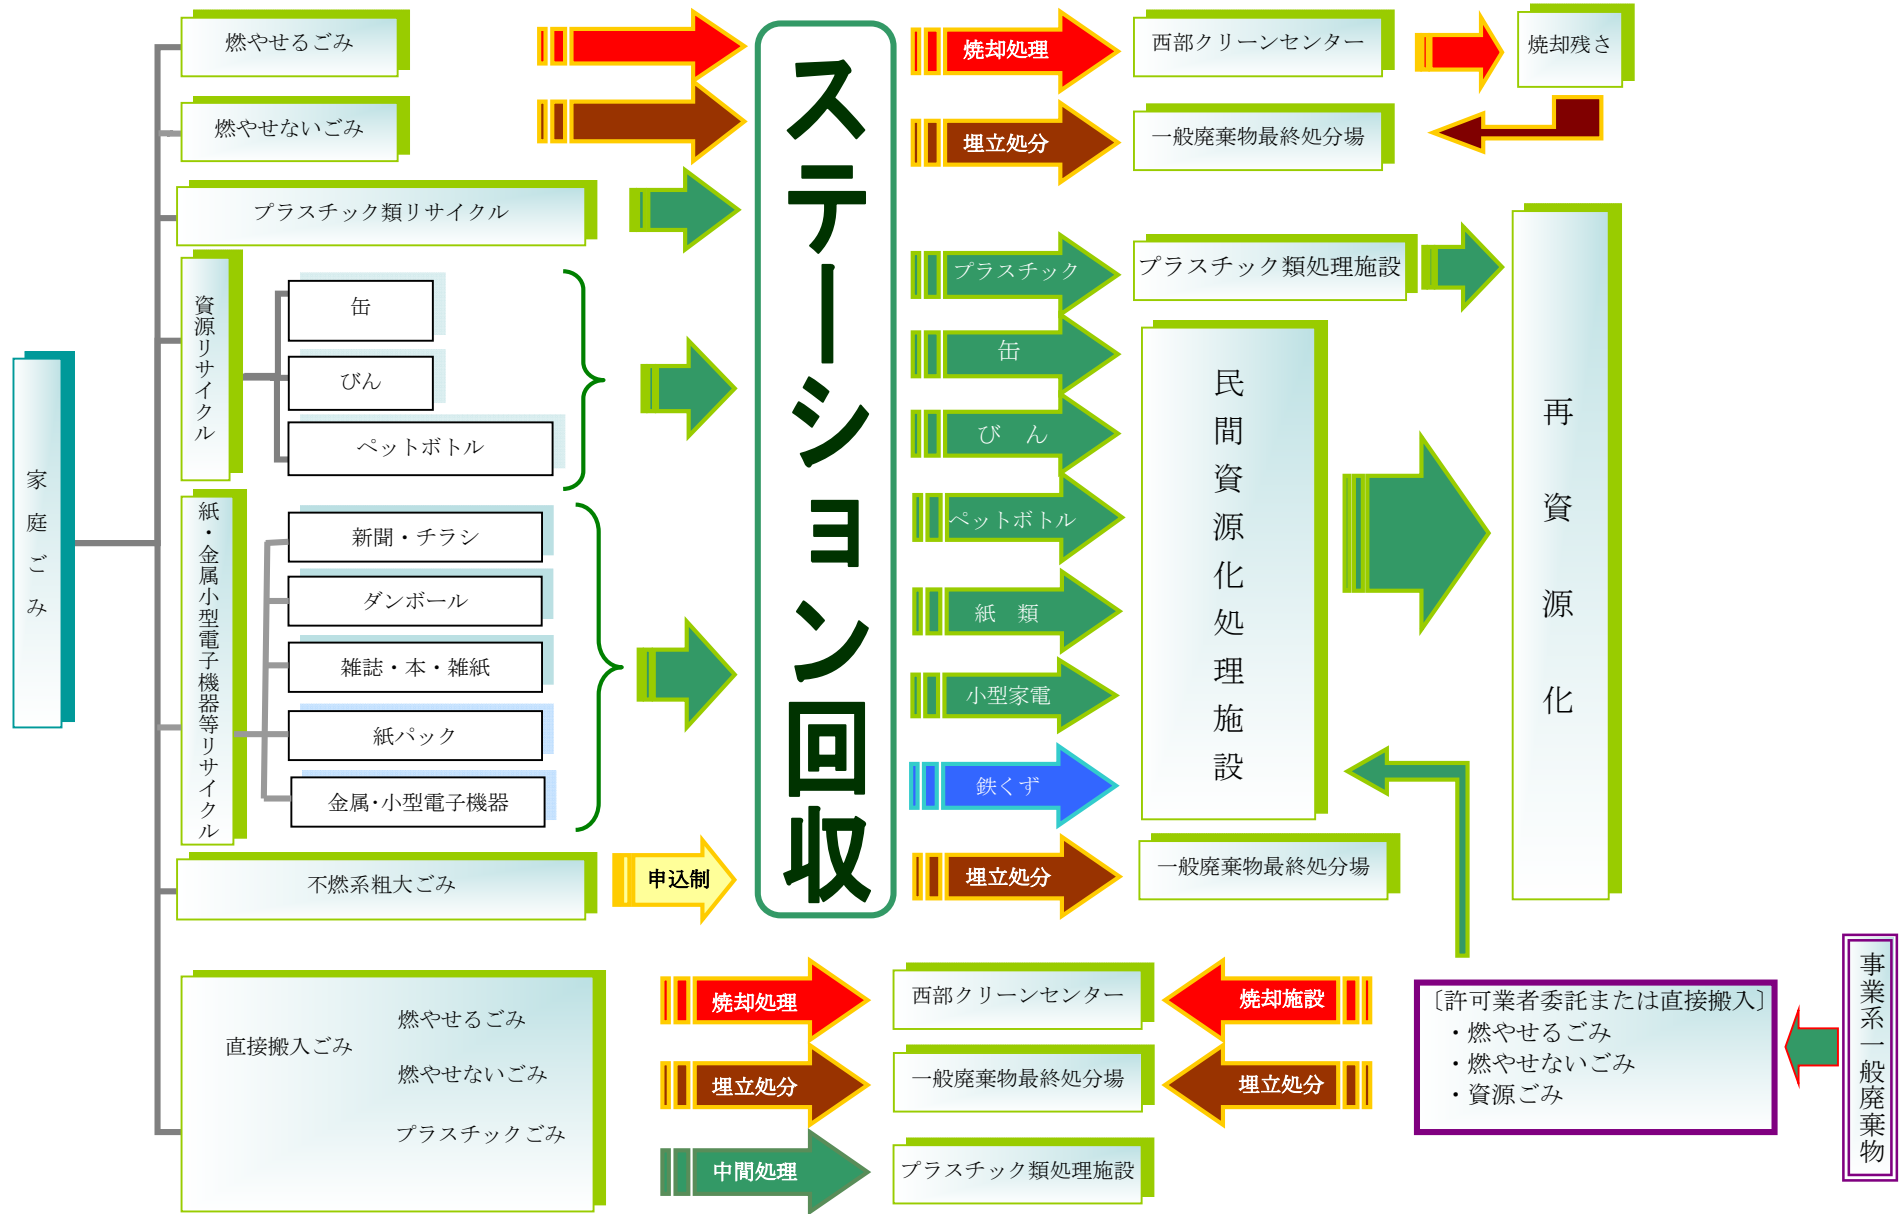 家庭ごみ
燃やせるごみ
燃やせないごみ
プラスチック類リサイクル
資源リサイクル
缶
びん
ペットボトル
紙・金属小型電子機器等リサイクル
新聞・チラシ
ダンボール
雑誌・本・雑紙
紙パック
金属・小型電子機器
不燃系粗大ごみ
申込制
直接搬入ごみ
燃やせるごみ
燃やせないごみ
プラスチックごみ
ステーション回収
焼却処理
西部クリーンセンター
焼却残さ
埋立処分
一般廃棄物最終処分場
プラスチック
プラスチック類処理施設
缶
びん
ペットボトル
紙類
小型家電
鉄くず
民間資源化処理施設
再資源化
埋立処分
一般廃棄物最終処分場
焼却処理
西部クリーンセンター
焼却施設
埋立処分
一般廃棄物最終処分場
埋立処分
中間処理
プラスチック類処理施設
〔許可業者委託または直接搬入〕
・燃やせるごみ
・燃やせないごみ
・資源ごみ
事業系一般廃棄物